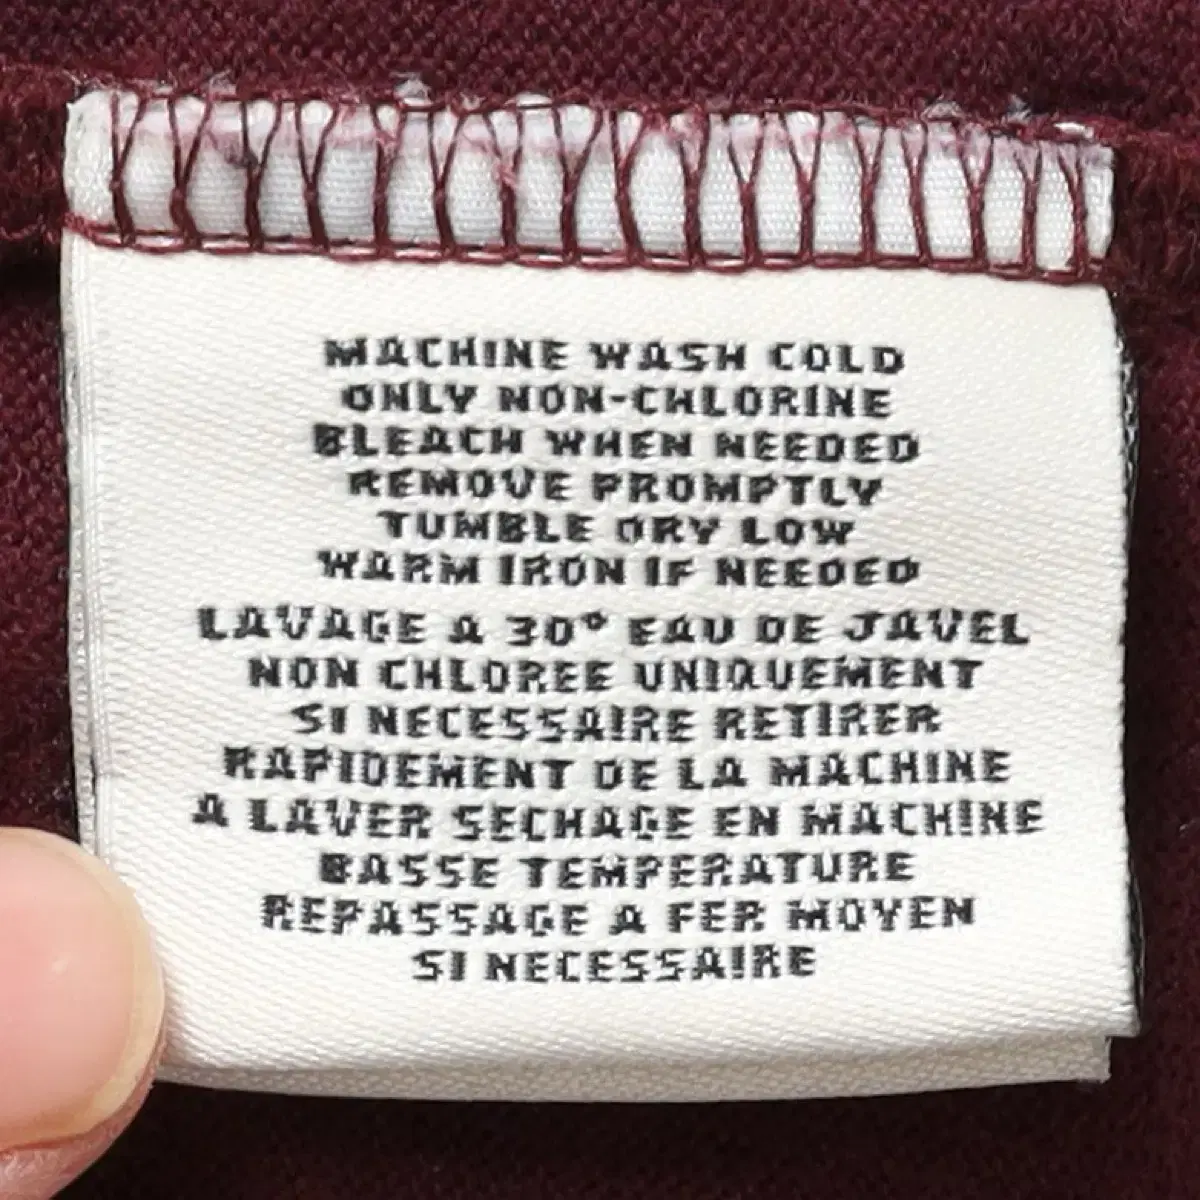 MACHINE WASH COLD
ONLY NON-CHLORINE
BLEACH WHEN NEEDED
REMOVE PROMPTLY
TUMBLE DRY LOW
WARM IRON IF NEEDED
LAVAGE A 30° EAU DE JAVEL
NON CHLOREE UNIQUEMENT
SI NECESSAIRE RETIRER
RAPIDEMENT DE LA MACHINE
A LAVER SECHAGE EN MACHINE
BASSE TEMPERATURE
REPASSAGE A FER MOYEN
SI NECESSAIRE